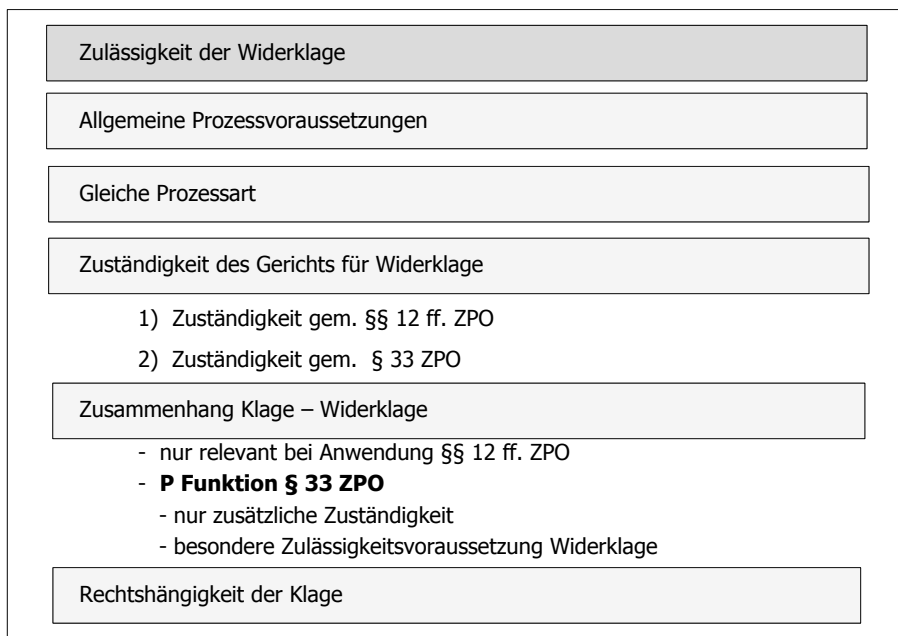 Zulässigkeit der Widerklage
Allgemeine Prozessvoraussetzungen
Gleiche Prozessart
Zuständigkeit des Gerichts für Widerklage
1) Zuständigkeit gem. §§ 12 ff. ZPO
2) Zuständigkeit gem. § 33 ZPO
Zusammenhang Klage – Widerklage
- nur relevant bei Anwendung §§ 12 ff. ZPO
- P Funktion § 33 ZPO
- nur zusätzliche Zuständigkeit
- besondere Zulässigkeitsvoraussetzung Widerklage
Rechtshängigkeit der Klage